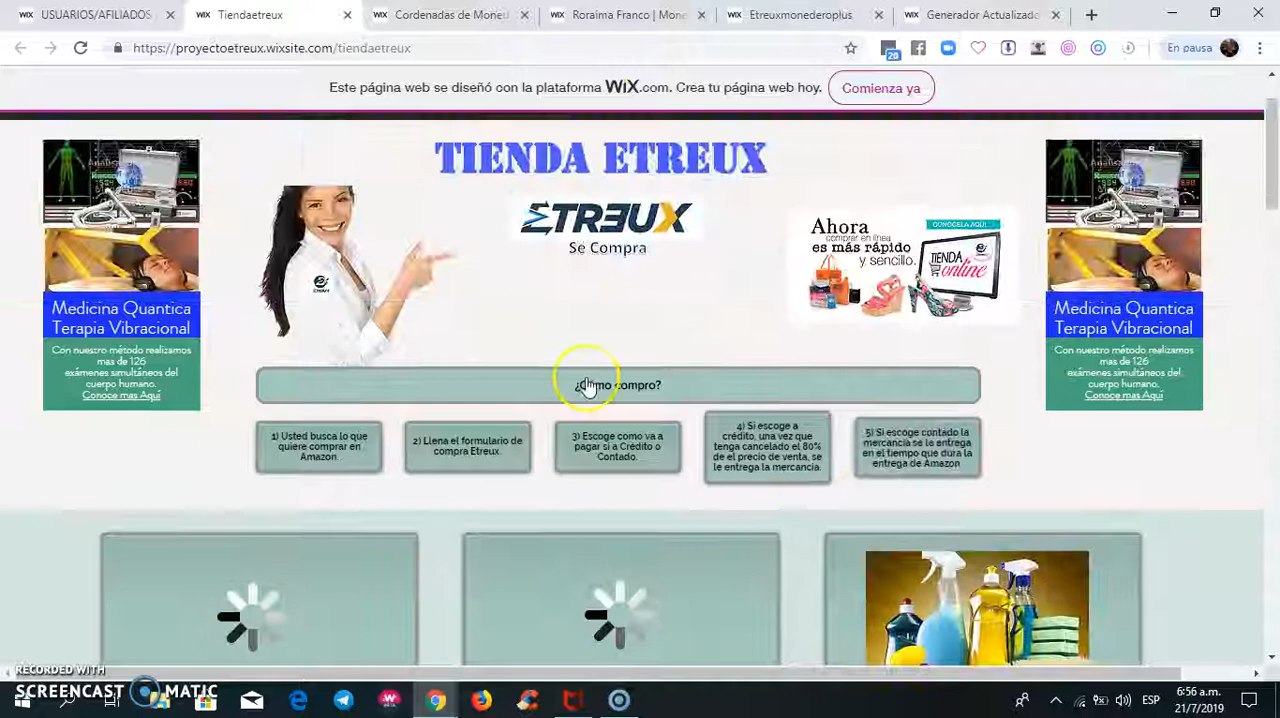 USUARIOS/AFILIADOS
Tiendaetreux
Cordenadas de Monet
Roraima Franco | Mone
Etreuxmonederoplus
Generador Actualizado
https://proyectoetreux.wixsite.com/tiendaetreux
20
En pausa
Este página web se diseñó con la plataforma WiX.com. Crea tu página web hoy.
Comienza ya
TIENDA ETREUX
ETREUX
Se Compra
Ahora
comprar en línea
es más rápido
y sencillo.
CONOCELA AQUÍ
TIENDA
online
Medicina Quantica
Terapia Vibracional
Con nuestro método realizamos
mas de 126
exámenes simultáneos del
cuerpo humano.
Conoce mas Aquí
Medicina Quantica
Terapia Vibracional
Con nuestro método realizamos
mas de 126
exámenes simultáneos del
cuerpo humano.
Conoce mas Aquí
¿Cómo compro?
1) Usted busca lo que
quiere comprar en
Amazon.
2) Llena el formulario de
compra Etreux.
3) Escoge como va a
pagar si a Crédito o
Contado.
4) Si escoge a
crédito, una vez que
tenga cancelado el 80%
de el precio de venta, se
le entrega la mercancía.
5) Si escoge contado la
mercancía se le entrega
en el tiempo que dura la
entrega de Amazon
RECORDED WITH
SCREENCAST MATIC
ESP
6:56 a.m.
21/7/2019